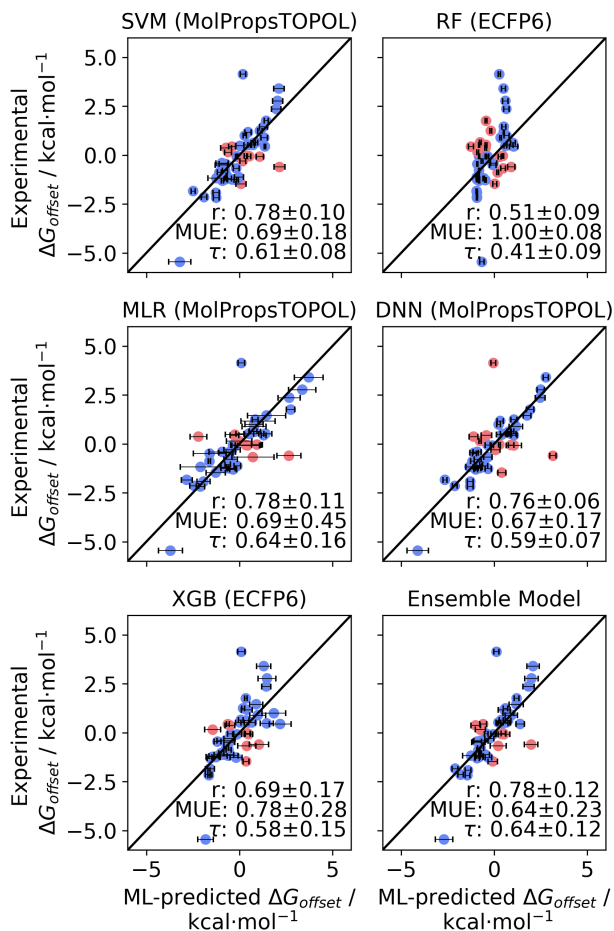 SVM (MolPropsTOPOL)
RF (ECFP6)
Experimental
ΔG_offset / kcal·mol⁻¹
5.0
2.5
0.0
−2.5
−5.0
r: 0.78±0.10
MUE: 0.69±0.18
τ: 0.61±0.08
r: 0.51±0.09
MUE: 1.00±0.08
τ: 0.41±0.09
MLR (MolPropsTOPOL)
DNN (MolPropsTOPOL)
Experimental
ΔG_offset / kcal·mol⁻¹
5.0
2.5
0.0
−2.5
−5.0
r: 0.78±0.11
MUE: 0.69±0.45
τ: 0.64±0.16
r: 0.76±0.06
MUE: 0.67±0.17
τ: 0.59±0.07
XGB (ECFP6)
Ensemble Model
Experimental
ΔG_offset / kcal·mol⁻¹
5.0
2.5
0.0
−2.5
−5.0
r: 0.69±0.17
MUE: 0.78±0.28
τ: 0.58±0.15
r: 0.78±0.12
MUE: 0.64±0.23
τ: 0.64±0.12
−5 0 5
−5 0 5
ML-predicted ΔG_offset /
kcal·mol⁻¹
ML-predicted ΔG_offset /
kcal·mol⁻¹